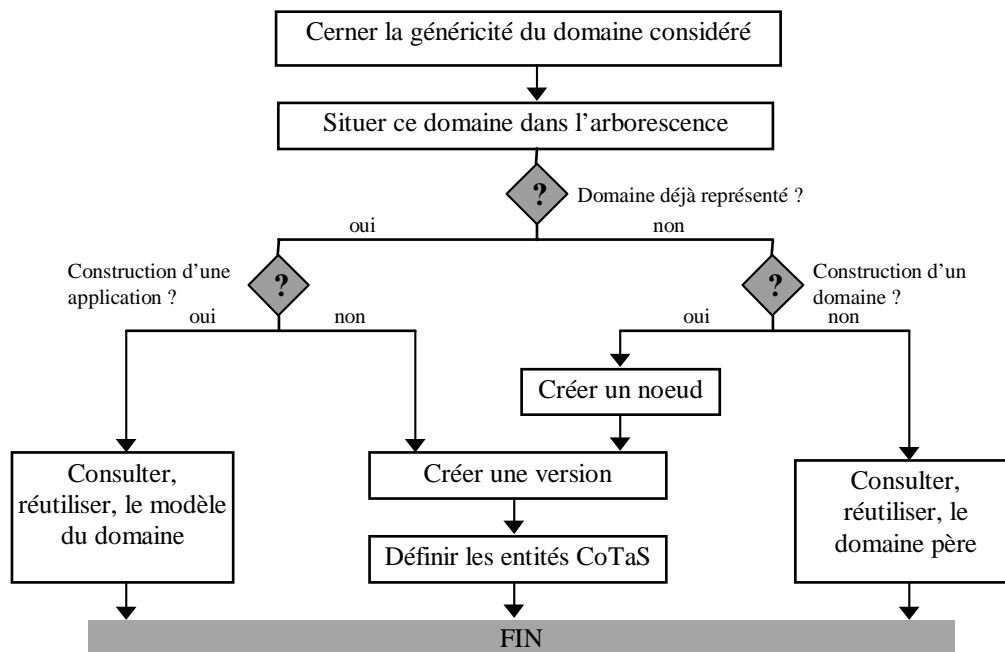 Cerner la généricité du domaine considéré
Situer ce domaine dans l'arborescence
?
Domaine déjà représenté ?
oui
non
Construction d'une
application ?
?
?
Construction d'un
domaine ?
oui
non
oui
non
Créer un noeud
Consulter,
réutiliser, le modèle
du domaine
Créer une version
Consulter,
réutiliser, le
domaine père
Définir les entités CoTaS
FIN